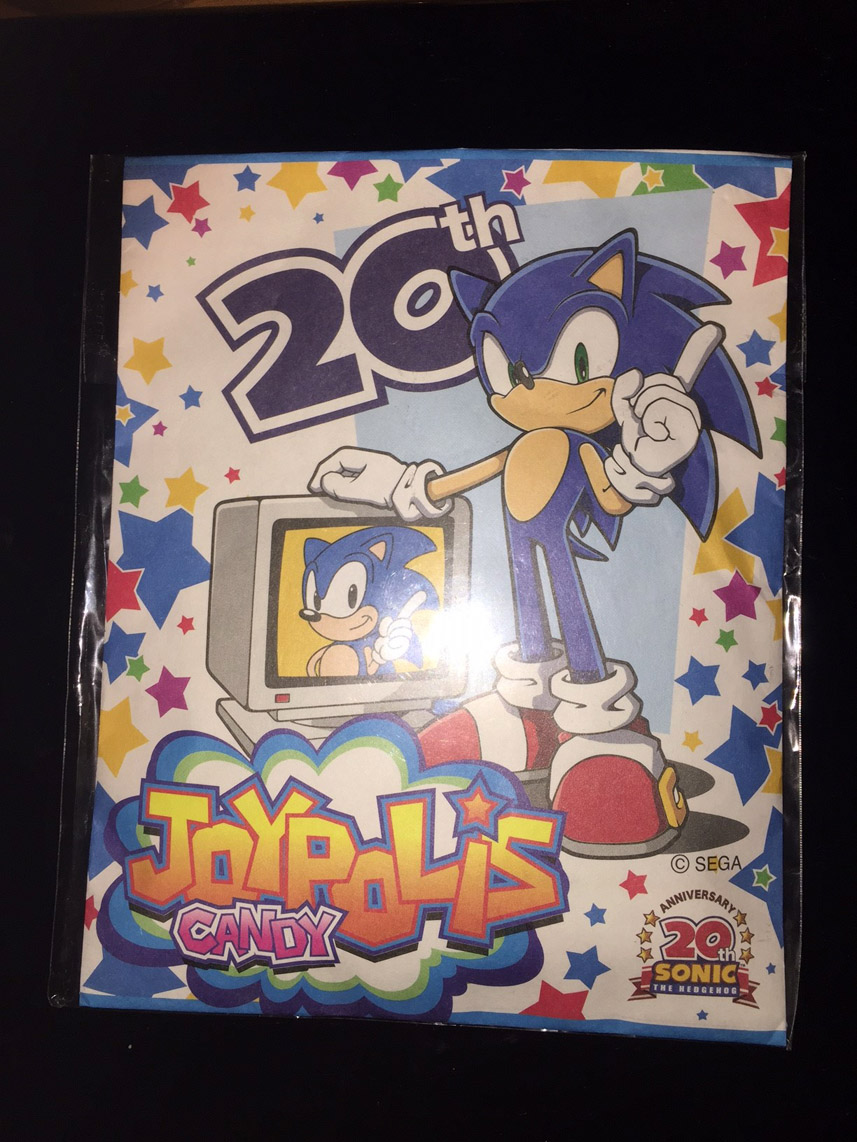 20th
JOYPOLiS
CANDY
© SEGA
ANNIVERSARY
20th
SONIC
THE HEDGEHOG